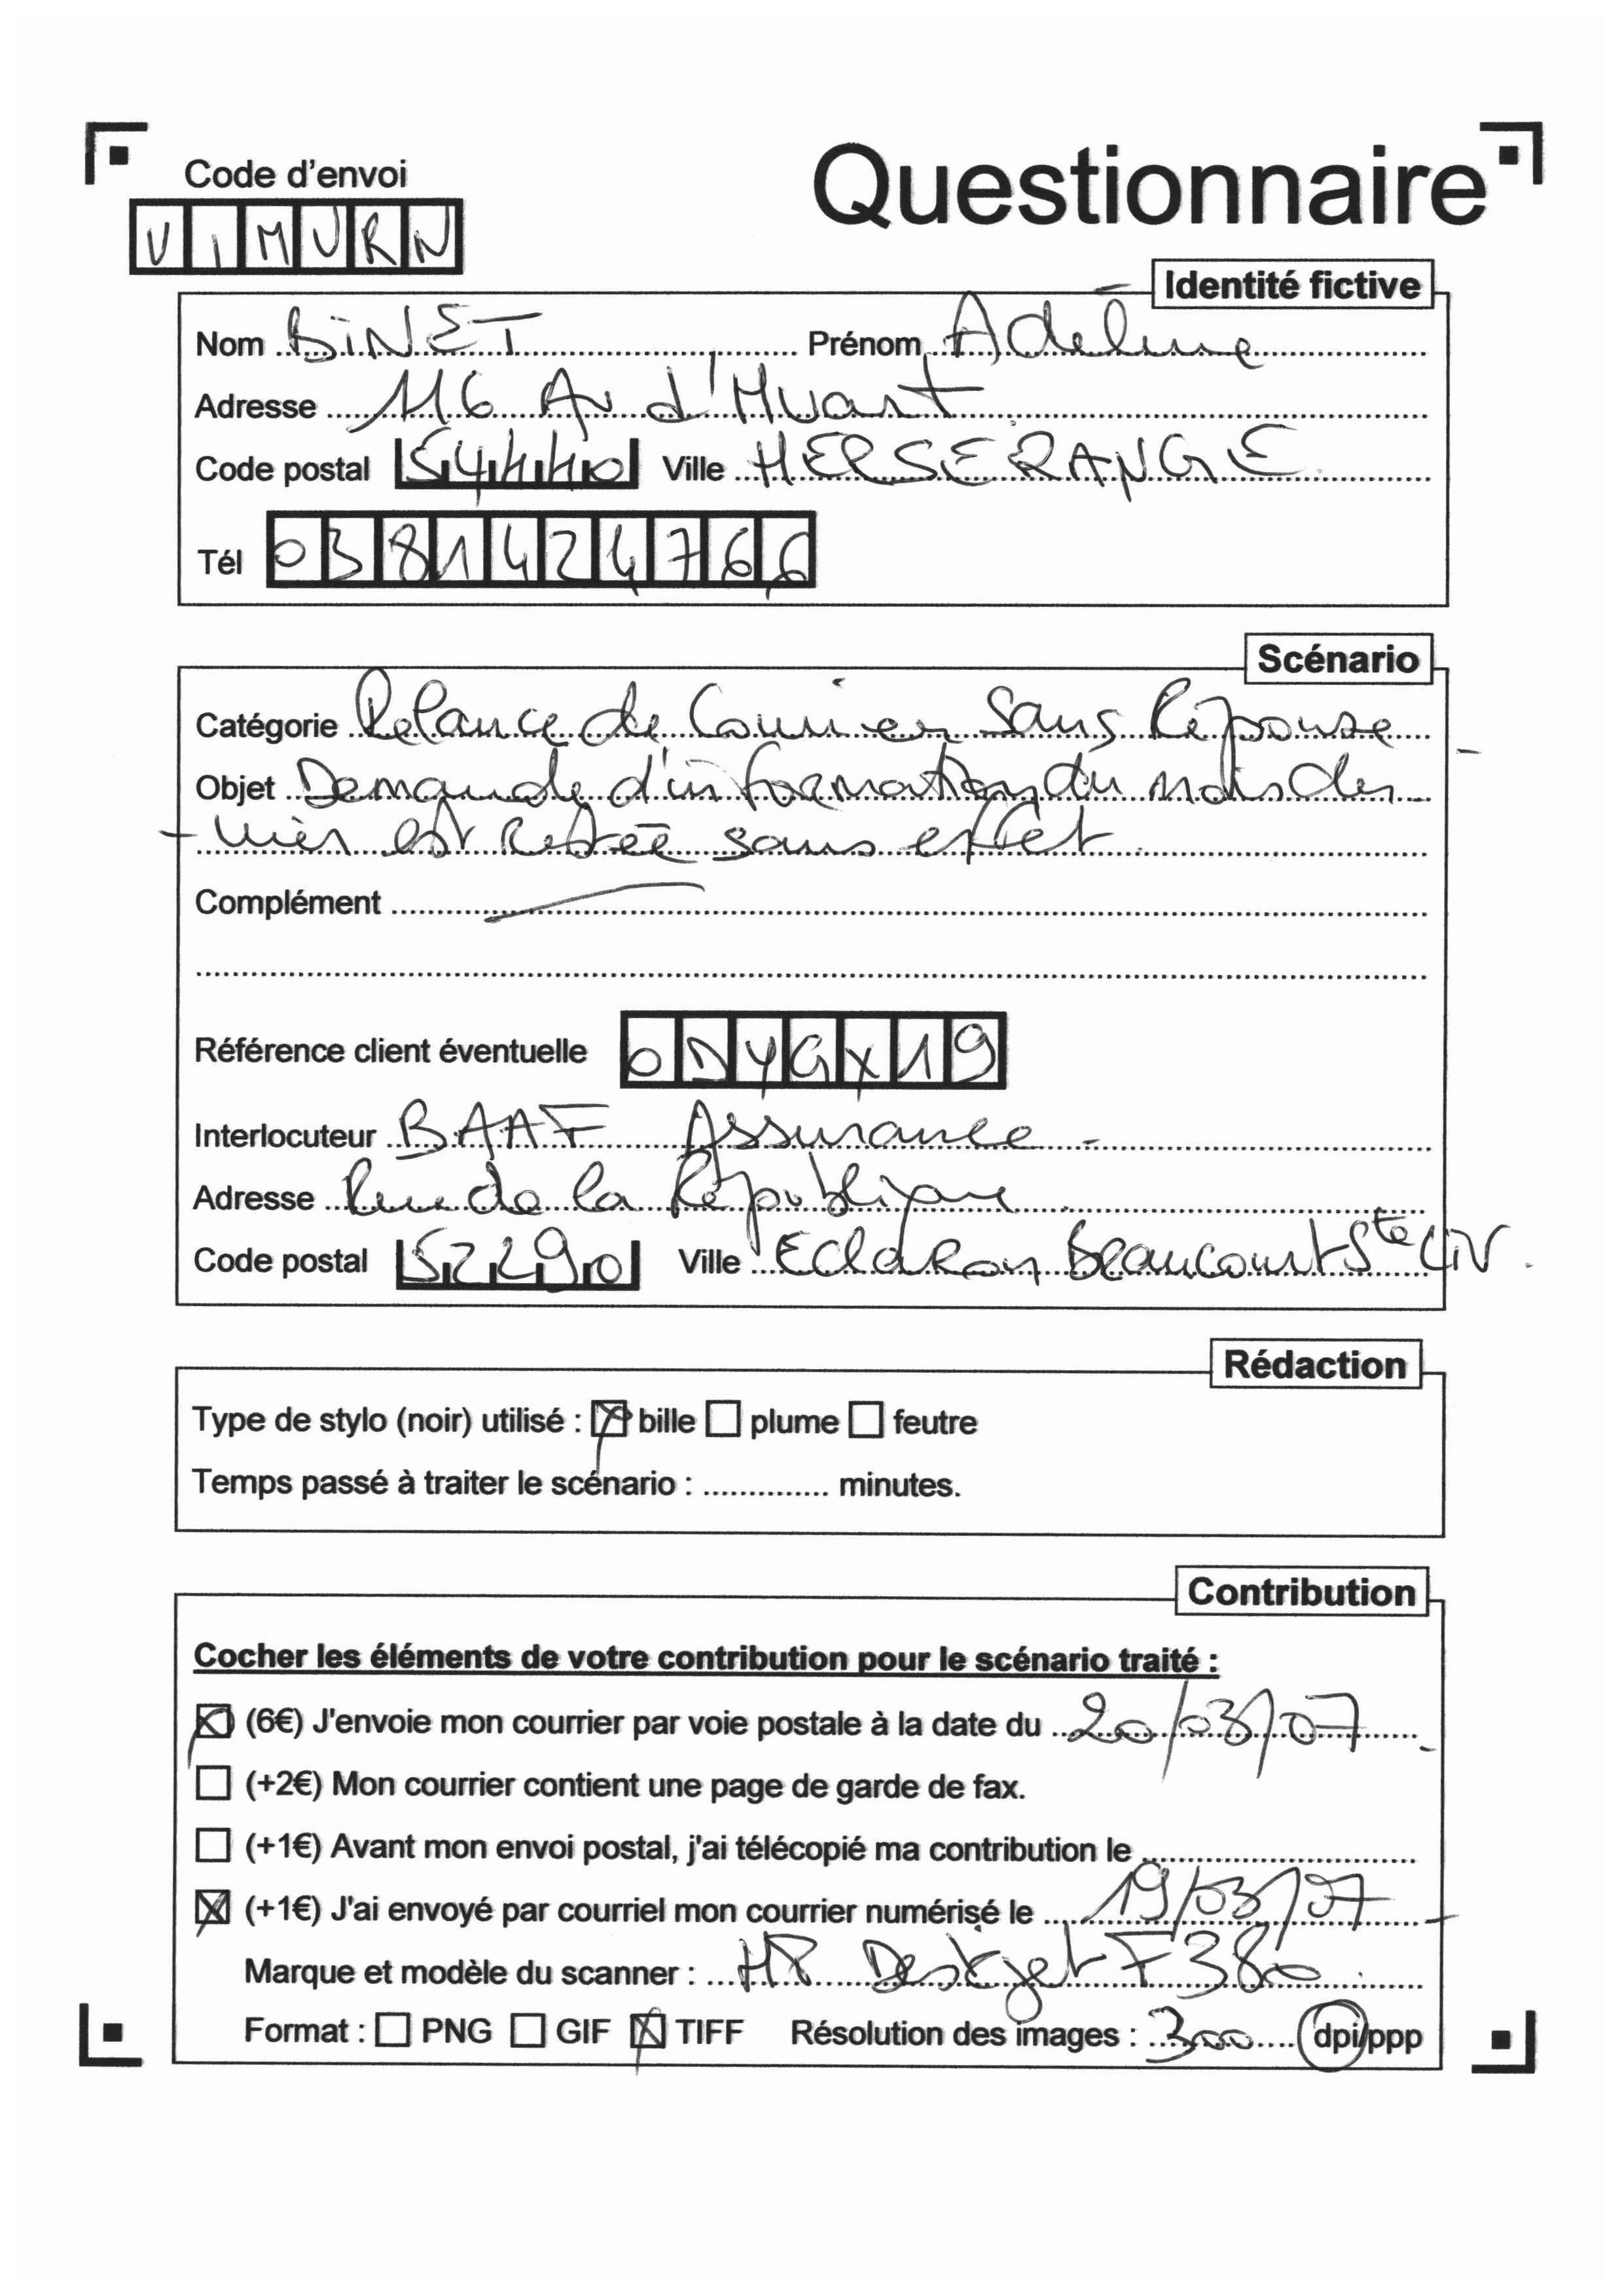 Code d'envoi
Questionnaire
VIMURN
Identité fictive
Nom BINET Prénom Adeline
Adresse 116 Av d'Huart
Code postal 54440 Ville HERSERANGE
Tél 0381424766
Scénario
Catégorie Relance de Courrier Sans Réponse
Objet Demande d'information du mois der-
-nier est Restée sans effet
Complément
Référence client éventuelle 0DYGX19
Interlocuteur BAAF Assurance
Adresse Rue de la République
Code postal 52290 Ville Eclaron Braucourt Ste LIV.
Rédaction
Type de stylo (noir) utilisé : bille plume feutre
Temps passé à traiter le scénario : .............. minutes.
Contribution
Cocher les éléments de votre contribution pour le scénario traité :
(6€) J'envoie mon courrier par voie postale à la date du 20/03/07
(+2€) Mon courrier contient une page de garde de fax.
(+1€) Avant mon envoi postal, j'ai télécopié ma contribution le
(+1€) J'ai envoyé par courriel mon courrier numérisé le 19/03/07
Marque et modèle du scanner : HP Deskjet F380
Format : PNG GIF TIFF Résolution des images : 300 dpi/ppp